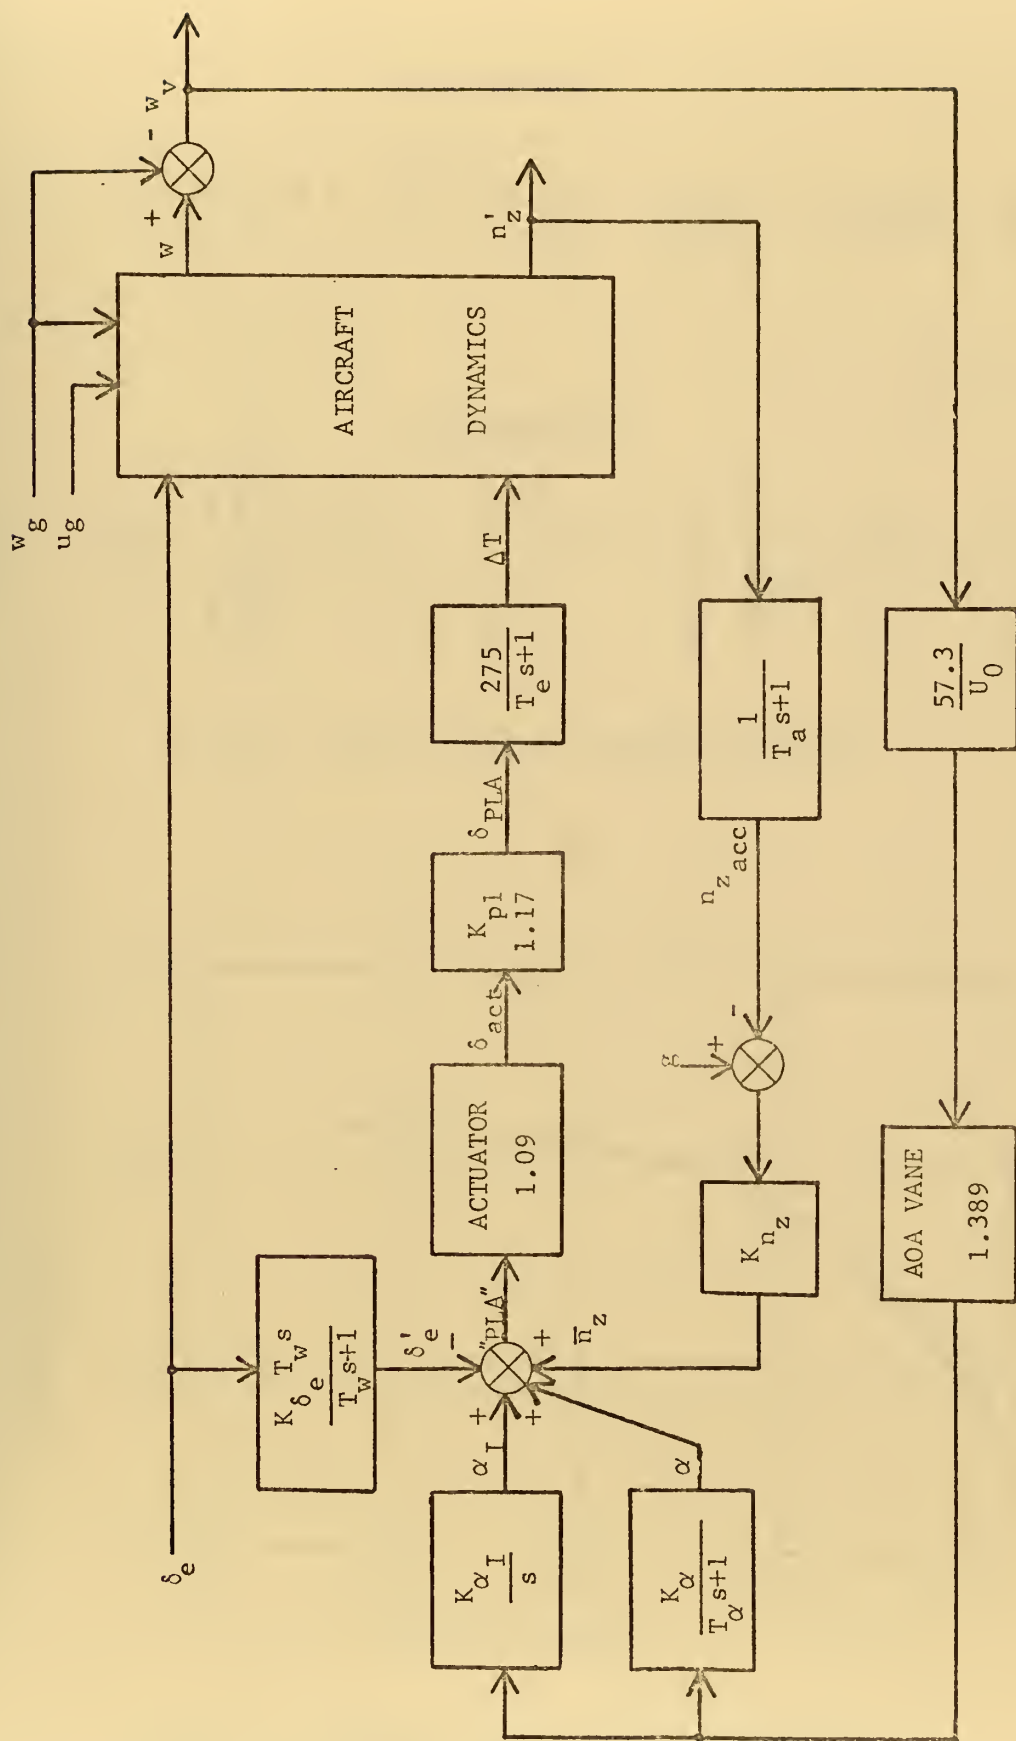 w_g
u_g
w
+
-
w_v
AIRCRAFT
DYNAMICS
n_z'
δ_e
K_δ_e T_w s
T_w s+1
δ_e'
-
K_α_I
s
α_I
+
+
+
n̅_z
"PLA"
ACTUATOR
1.09
δ_act
K_pl
1.17
δ_PLA
275
T_e s+1
ΔT
K_α
T_α s+1
α
K_n_z
g
+
-
n_z_acc
1
T_a s+1
AOA VANE
1.389
57.3
U_0